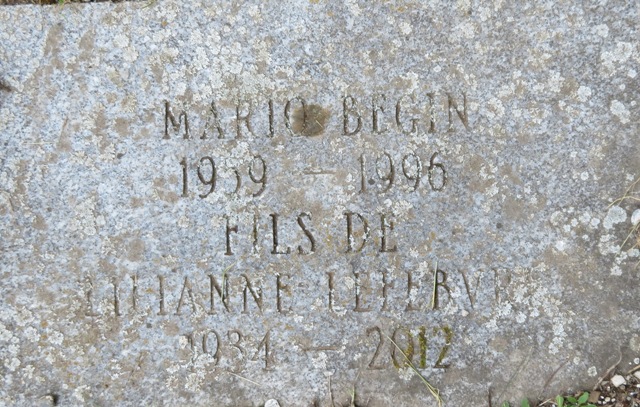 MARIO BEGIN
1959 – 1996
FILS DE
LILIANNE LEFEBVRE
1934 – 2012